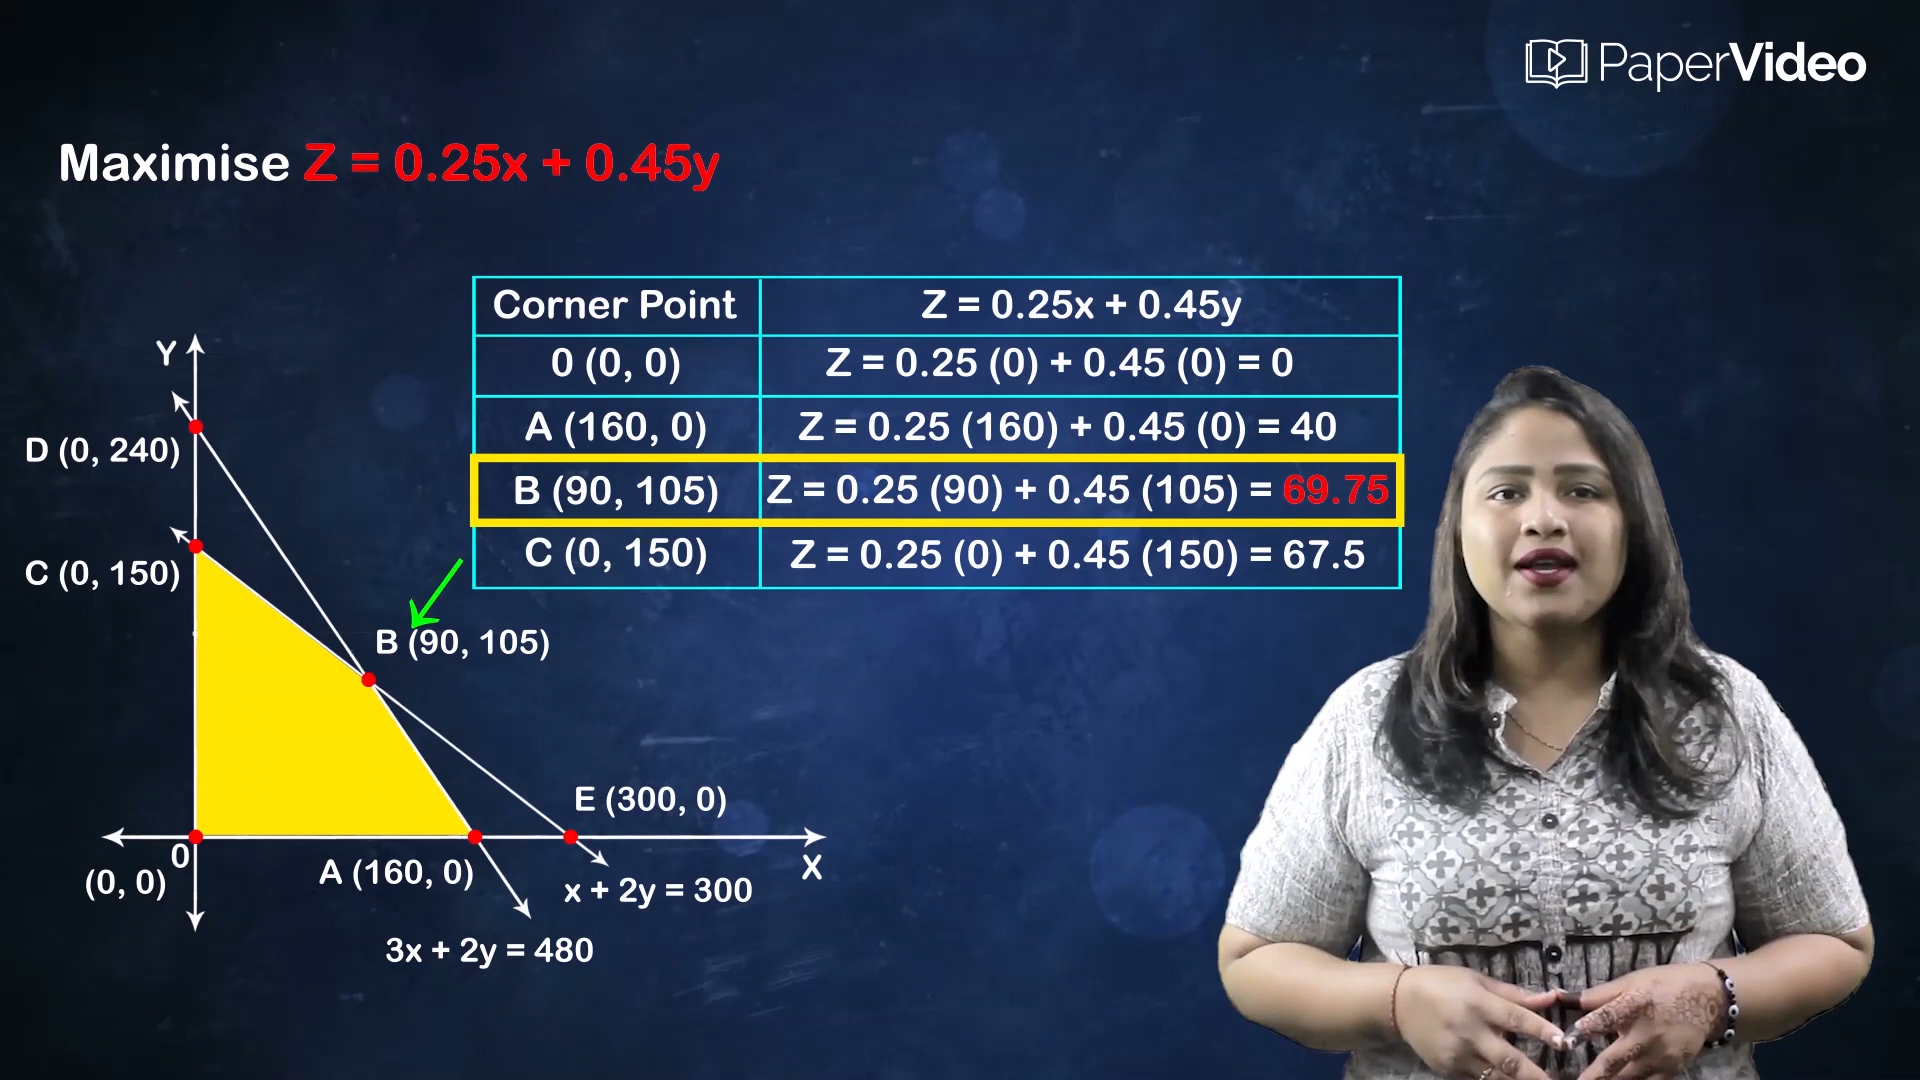 PaperVideo
Maximise Z = 0.25x + 0.45y
Corner Point Z = 0.25x + 0.45y
0 (0, 0) Z = 0.25 (0) + 0.45 (0) = 0
A (160, 0) Z = 0.25 (160) + 0.45 (0) = 40
B (90, 105) Z = 0.25 (90) + 0.45 (105) = 69.75
C (0, 150) Z = 0.25 (0) + 0.45 (150) = 67.5
Y
D (0, 240)
C (0, 150)
B (90, 105)
E (300, 0)
0
(0, 0)
A (160, 0)
X
x + 2y = 300
3x + 2y = 480